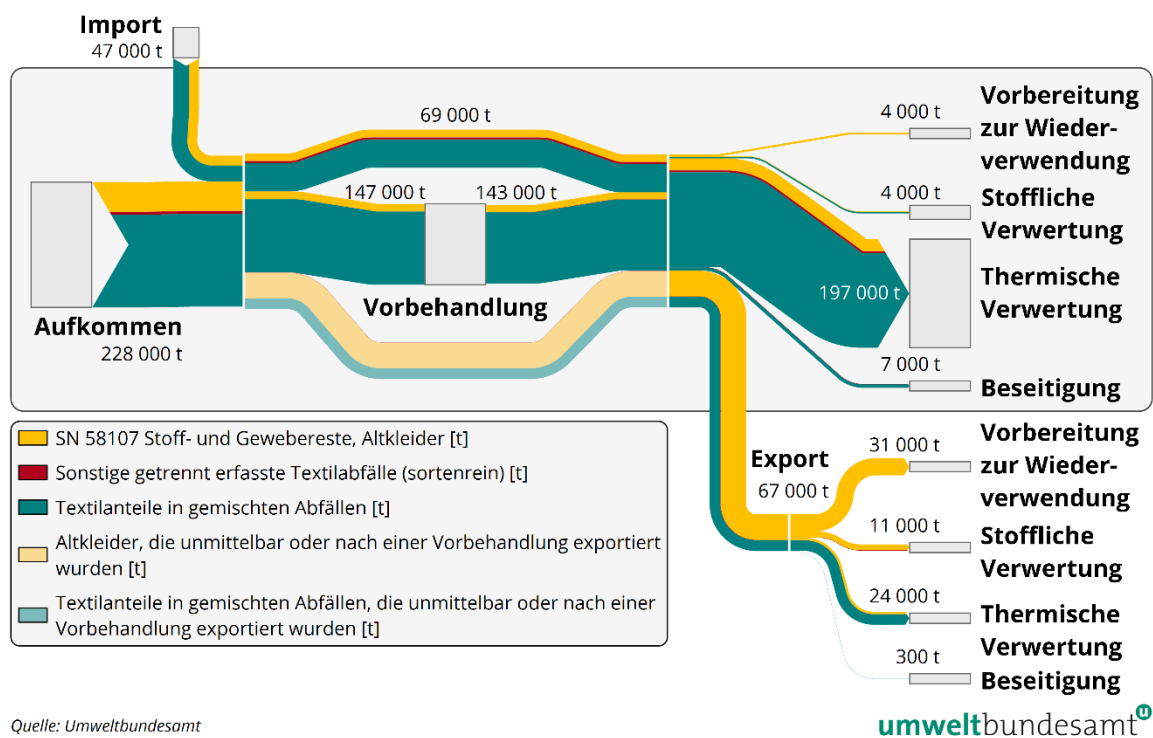 Import
47 000 t
69 000 t
147 000 t
143 000 t
Vorbehandlung
Aufkommen
228 000 t
4 000 t
Vorbereitung
zur Wieder-
verwendung
4 000 t
Stoffliche
Verwertung
197 000 t
Thermische
Verwertung
7 000 t
Beseitigung
SN 58107 Stoff- und Gewebereste, Altkleider [t]
Sonstige getrennt erfasste Textilabfälle (sortenrein) [t]
Textilanteile in gemischten Abfällen [t]
Altkleider, die unmittelbar oder nach einer Vorbehandlung exportiert
wurden [t]
Textilanteile in gemischten Abfällen, die unmittelbar oder nach einer
Vorbehandlung exportiert wurden [t]
Export
67 000 t
31 000 t
Vorbereitung
zur Wieder-
verwendung
11 000 t
Stoffliche
Verwertung
24 000 t
Thermische
Verwertung
300 t
Beseitigung
Quelle: Umweltbundesamt
umweltbundesamt u